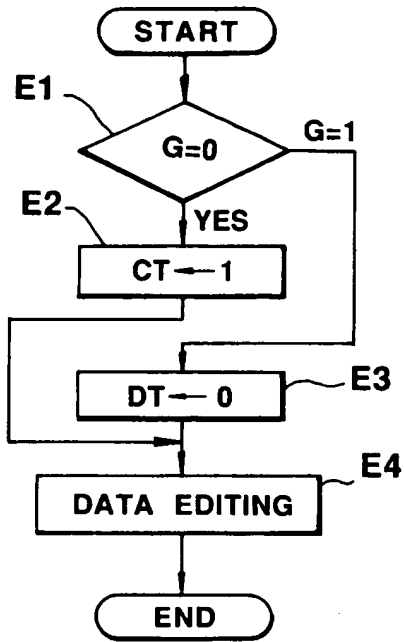 START
E1
G=0
G=1
E2
YES
CT ← 1
DT ← 0
E3
E4
DATA EDITING
END